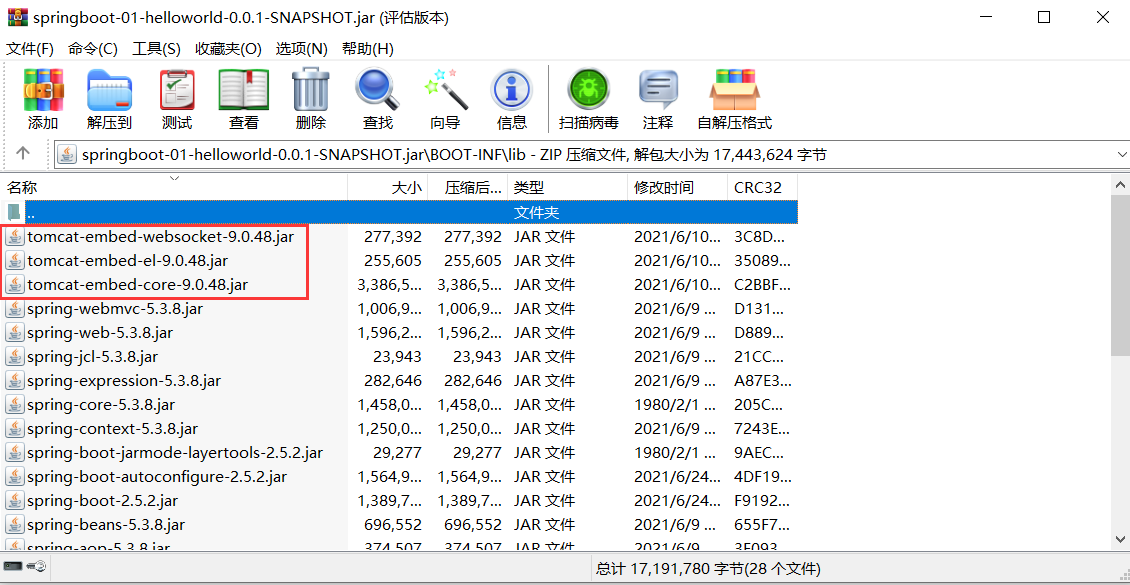 springboot-01-helloworld-0.0.1-SNAPSHOT.jar (评估版本)
文件(F) 命令(C) 工具(S) 收藏夹(O) 选项(N) 帮助(H)
添加 解压到 测试 查看 删除 查找 向导 信息 扫描病毒 注释 自解压格式
springboot-01-helloworld-0.0.1-SNAPSHOT.jar\BOOT-INF\lib - ZIP 压缩文件, 解包大小为 17,443,624 字节
名称 大小 压缩后... 类型 修改时间 CRC32
.. 文件夹
tomcat-embed-websocket-9.0.48.jar 277,392 277,392 JAR 文件 2021/6/10... 3C8D...
tomcat-embed-el-9.0.48.jar 255,605 255,605 JAR 文件 2021/6/10... 35089...
tomcat-embed-core-9.0.48.jar 3,386,5... 3,386,5... JAR 文件 2021/6/10... C2BBF...
spring-webmvc-5.3.8.jar 1,006,9... 1,006,9... JAR 文件 2021/6/9 ... D131...
spring-web-5.3.8.jar 1,596,2... 1,596,2... JAR 文件 2021/6/9 ... D889...
spring-jcl-5.3.8.jar 23,943 23,943 JAR 文件 2021/6/9 ... 21CC...
spring-expression-5.3.8.jar 282,646 282,646 JAR 文件 2021/6/9 ... A87E3...
spring-core-5.3.8.jar 1,458,0... 1,458,0... JAR 文件 1980/2/1 ... 205C...
spring-context-5.3.8.jar 1,250,0... 1,250,0... JAR 文件 2021/6/9 ... 7243E...
spring-boot-jarmode-layertools-2.5.2.jar 29,277 29,277 JAR 文件 1980/2/1 ... 9AEC...
spring-boot-autoconfigure-2.5.2.jar 1,564,9... 1,564,9... JAR 文件 2021/6/24... 4DF19...
spring-boot-2.5.2.jar 1,389,7... 1,389,7... JAR 文件 2021/6/24... F9192...
spring-beans-5.3.8.jar 696,552 696,552 JAR 文件 2021/6/9 ... 655F7...
spring-aop-5.3.8.jar 374,507 374,507 JAR 文件 2021/6/9 ... 3F093...
总计 17,191,780 字节(28 个文件)